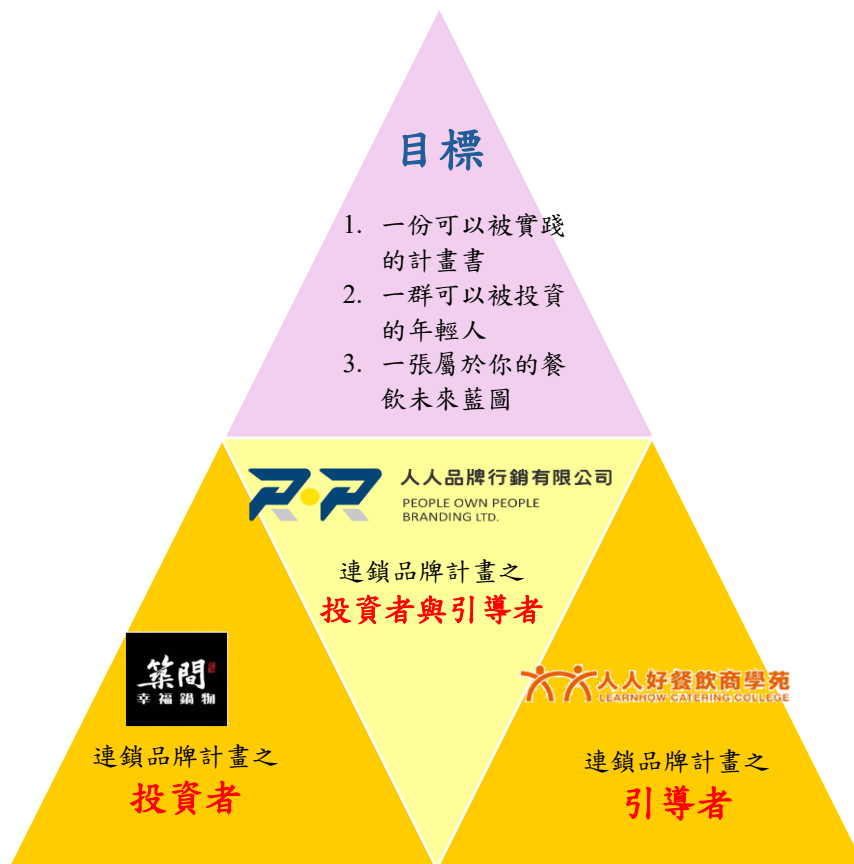 目標
1. 一份可以被實踐
的計畫書
2. 一群可以被投資
的年輕人
3. 一張屬於你的餐
飲未來藍圖
人人品牌行銷有限公司
PEOPLE OWN PEOPLE
BRANDING LTD.
連鎖品牌計畫之
投資者與引導者
築間
幸福鍋物
連鎖品牌計畫之
投資者
人人好餐飲商學苑
LEARNHOW CATERING COLLEGE
連鎖品牌計畫之
引導者